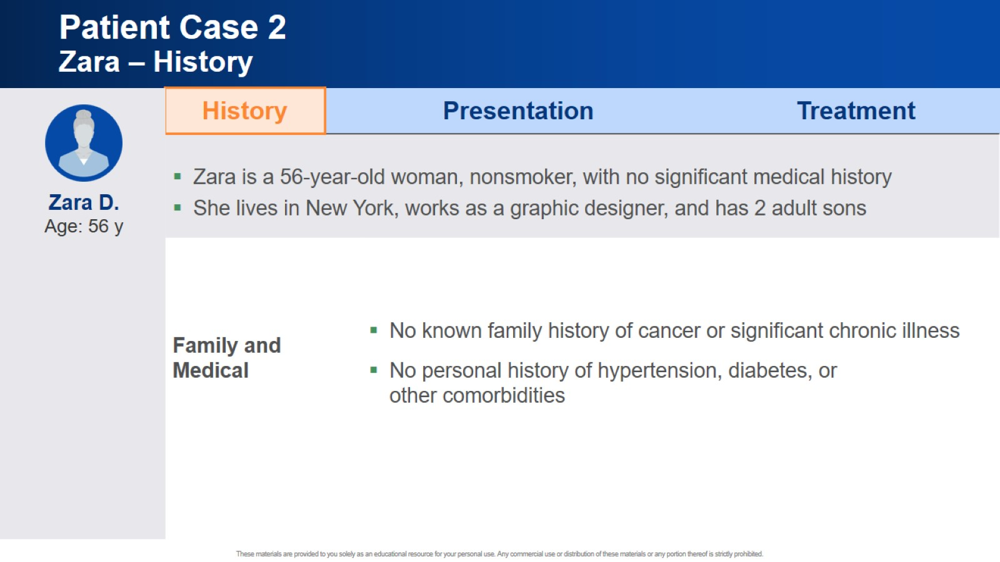 Patient Case 2
Zara – History
History
Presentation
Treatment
Zara D.
Age: 56 y
▪ Zara is a 56-year-old woman, nonsmoker, with no significant medical history
▪ She lives in New York, works as a graphic designer, and has 2 adult sons
Family and
Medical
▪ No known family history of cancer or significant chronic illness
▪ No personal history of hypertension, diabetes, or
other comorbidities
These materials are provided to you solely as an educational resource for your personal use. Any commercial use or distribution of these materials or any portion thereof is strictly prohibited.